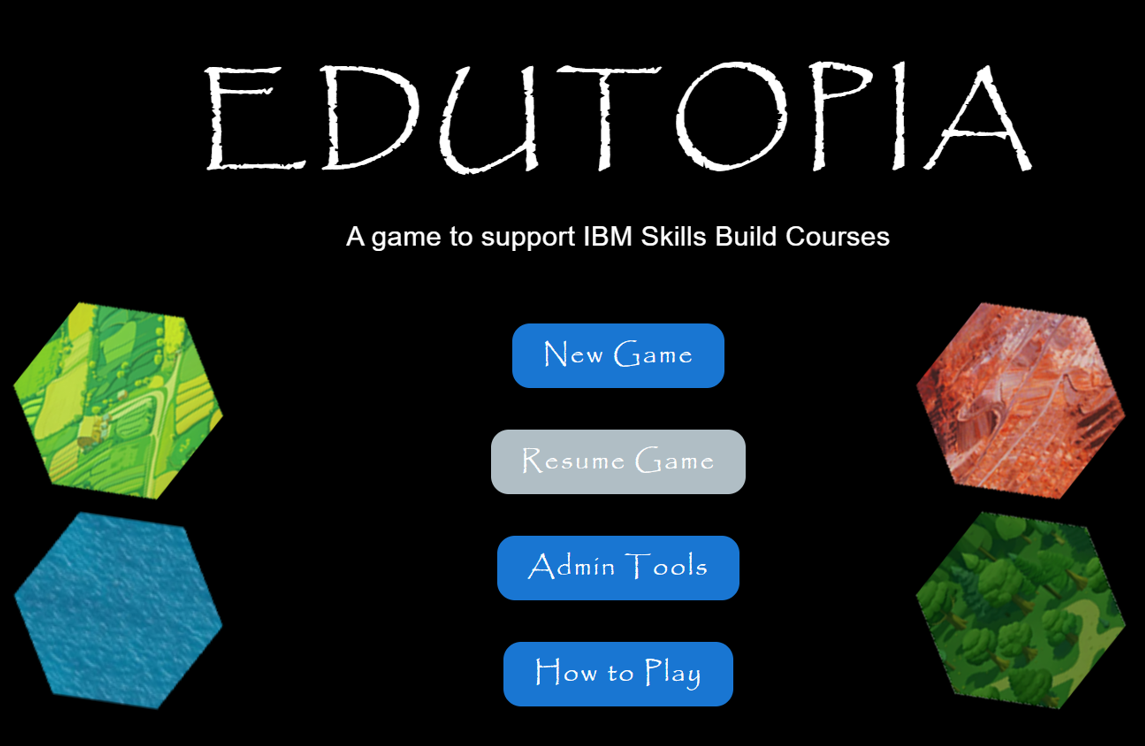 EDUTOPIA
A game to support IBM Skills Build Courses
New Game
Resume Game
Admin Tools
How to Play